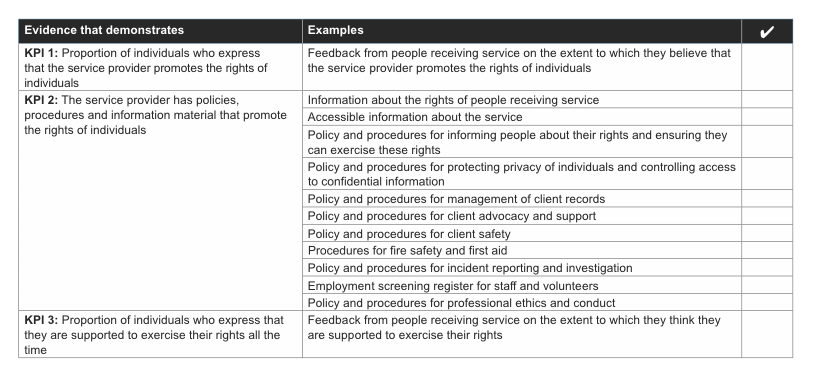 Evidence that demonstrates
Examples
✔
KPI 1: Proportion of individuals who express
that the service provider promotes the rights of
individuals
Feedback from people receiving service on the extent to which they believe that
the service provider promotes the rights of individuals
KPI 2: The service provider has policies,
procedures and information material that promote
the rights of individuals
Information about the rights of people receiving service
Accessible information about the service
Policy and procedures for informing people about their rights and ensuring they
can exercise these rights
Policy and procedures for protecting privacy of individuals and controlling access
to confidential information
Policy and procedures for management of client records
Policy and procedures for client advocacy and support
Policy and procedures for client safety
Procedures for fire safety and first aid
Policy and procedures for incident reporting and investigation
Employment screening register for staff and volunteers
Policy and procedures for professional ethics and conduct
KPI 3: Proportion of individuals who express that
they are supported to exercise their rights all the
time
Feedback from people receiving service on the extent to which they think they
are supported to exercise their rights